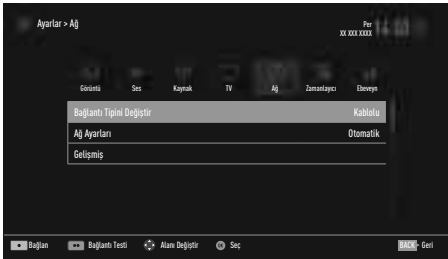 Ayarlar > Ağ
Per
XX XXX XXXX
Görüntü Ses Kaynak TV Ağ Zamanlayıcı Ebeveyn
Bağlantı Tipini Değiştir Kablolu
Ağ Ayarları Otomatik
Gelişmiş
Bağlan Bağlantı Testi Alanı Değiştir OK Seç BACK - Geri